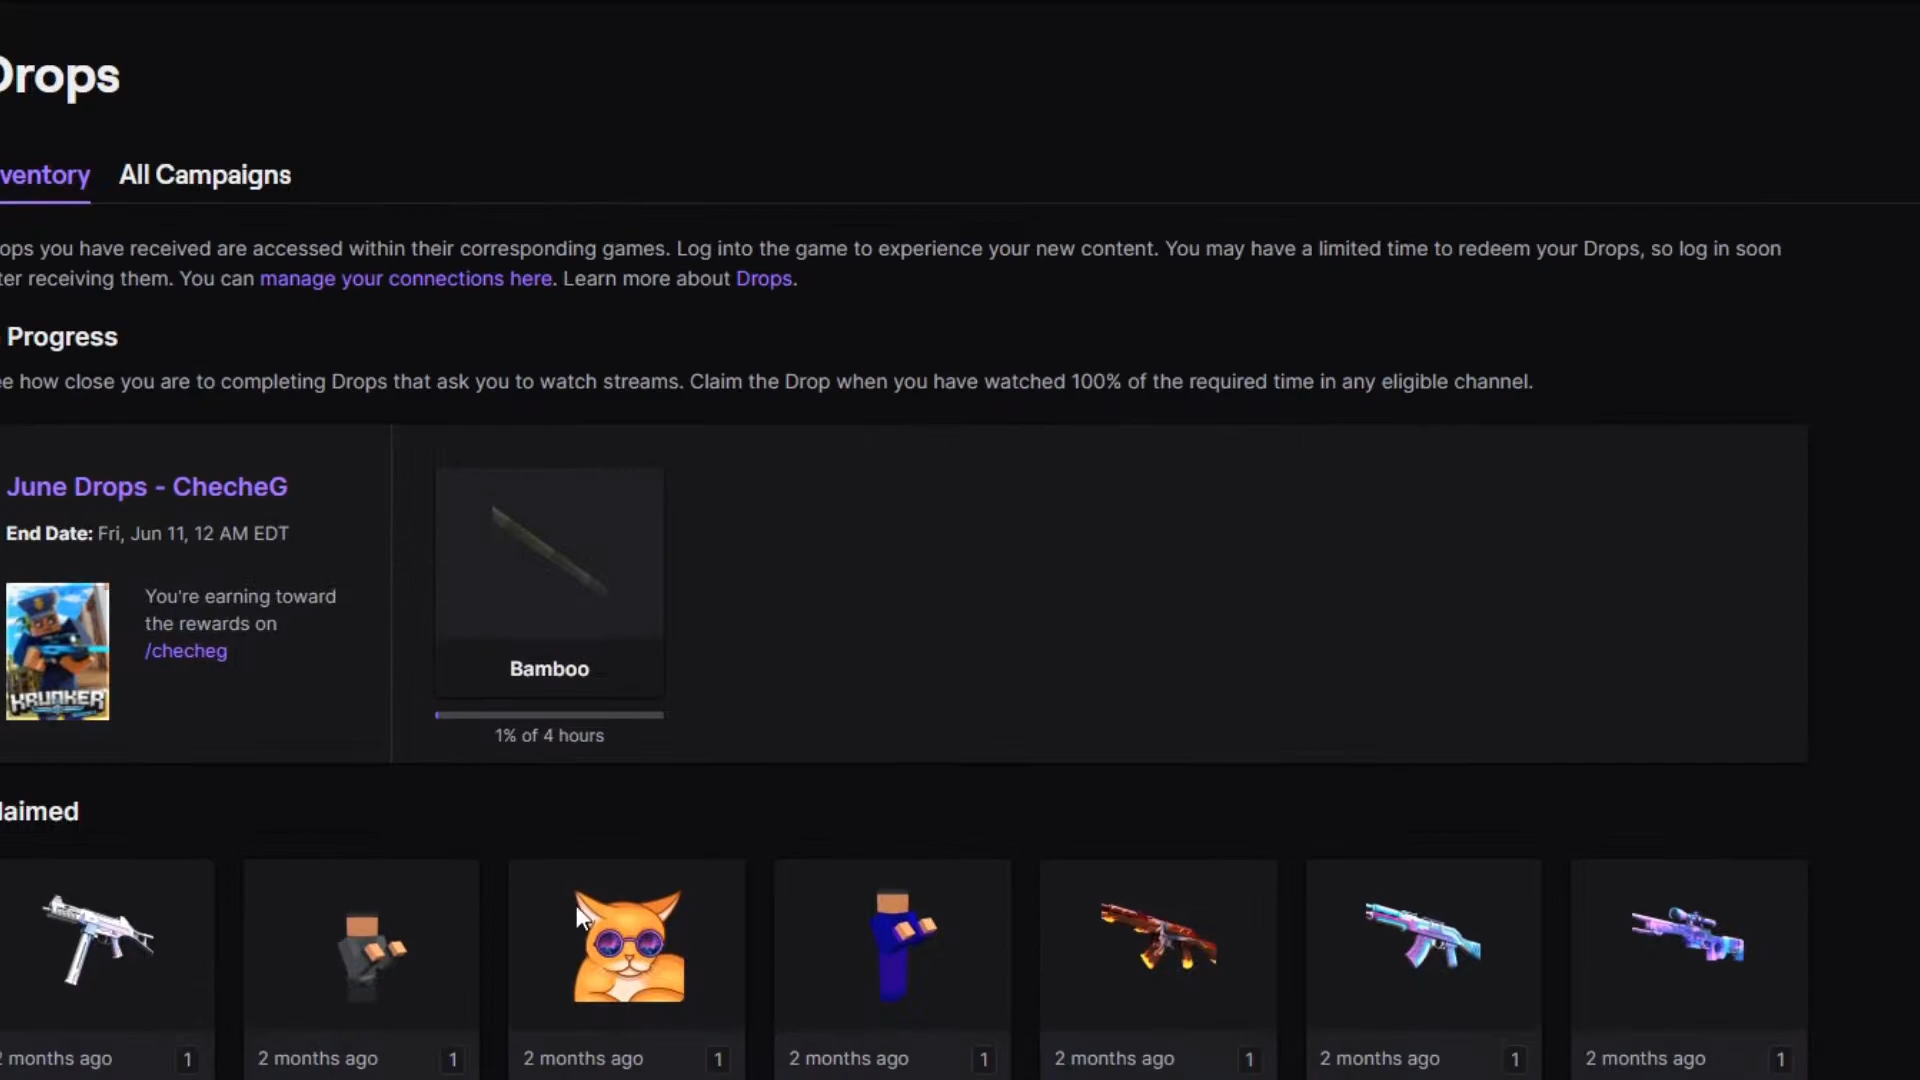 Drops
ventory All Campaigns
ops you have received are accessed within their corresponding games. Log into the game to experience your new content. You may have a limited time to redeem your Drops, so log in soon
ter receiving them. You can manage your connections here. Learn more about Drops.
Progress
e how close you are to completing Drops that ask you to watch streams. Claim the Drop when you have watched 100% of the required time in any eligible channel.
June Drops - ChecheG
End Date: Fri, Jun 11, 12 AM EDT
You're earning toward
the rewards on
/checheg
KRUNKER
Bamboo
1% of 4 hours
laimed
2 months ago 1 2 months ago 1 2 months ago 1 2 months ago 1 2 months ago 1 2 months ago 1 2 months ago 1